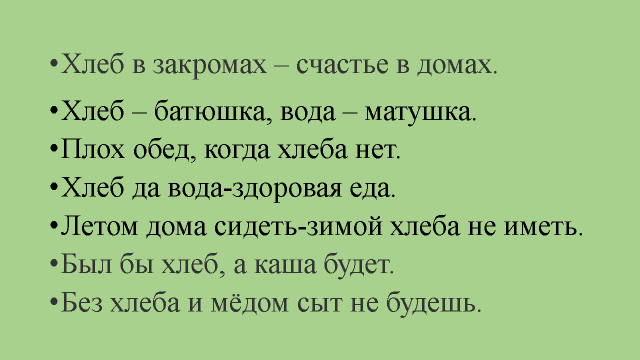 •Хлеб в закромах – счастье в домах.
•Хлеб – батюшка, вода – матушка.
•Плох обед, когда хлеба нет.
•Хлеб да вода-здоровая еда.
•Летом дома сидеть-зимой хлеба не иметь.
•Был бы хлеб, а каша будет.
•Без хлеба и мёдом сыт не будешь.